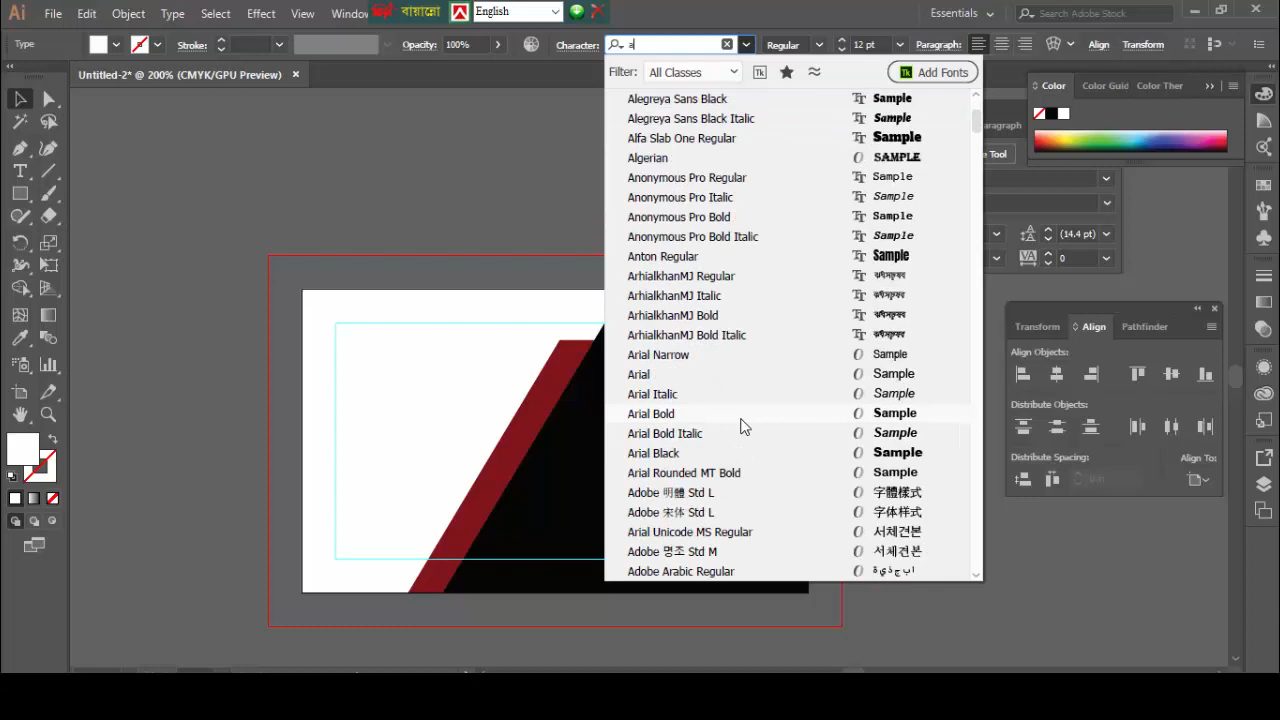 Ai File Edit Object Type Select Effect View Window বায়ান্নো English Essentials Search Adobe Stock
Type Stroke: Opacity: 100% Character: a Regular 12 pt Paragraph: Align Transform
Untitled-2* @ 200% (CMYK/GPU Preview)
Filter: All Classes Tk Tk Add Fonts
Color Color Guid Color Ther
Alegreya Sans Black Sample
Alegreya Sans Black Italic Sample
Alfa Slab One Regular Sample
Algerian SAMPLE
Anonymous Pro Regular Sample
Anonymous Pro Italic Sample
Anonymous Pro Bold Sample
Anonymous Pro Bold Italic Sample
Anton Regular Sample
ArhialkhanMJ Regular
ArhialkhanMJ Italic
ArhialkhanMJ Bold
ArhialkhanMJ Bold Italic
Arial Narrow Sample
Arial Sample
Arial Italic Sample
Arial Bold Sample
Arial Bold Italic Sample
Arial Black Sample
Arial Rounded MT Bold Sample
Adobe 明體 Std L 字體樣式
Adobe 宋体 Std L 字体样式
Arial Unicode MS Regular 서체견본
Adobe 명조 Std M 서체견본
Adobe Arabic Regular أ ب ج ذ ي ة
aragraph
e Tool
(14.4 pt)
VA 0
Transform Align Pathfinder
Align Objects:
Distribute Objects:
Distribute Spacing: Align To: